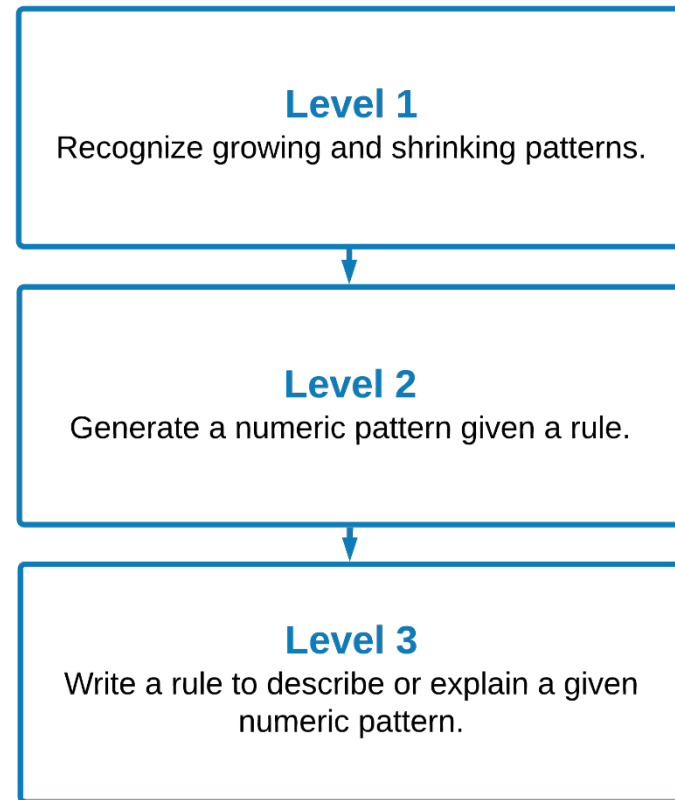 Level 1
Recognize growing and shrinking patterns.
Level 2
Generate a numeric pattern given a rule.
Level 3
Write a rule to describe or explain a given
numeric pattern.